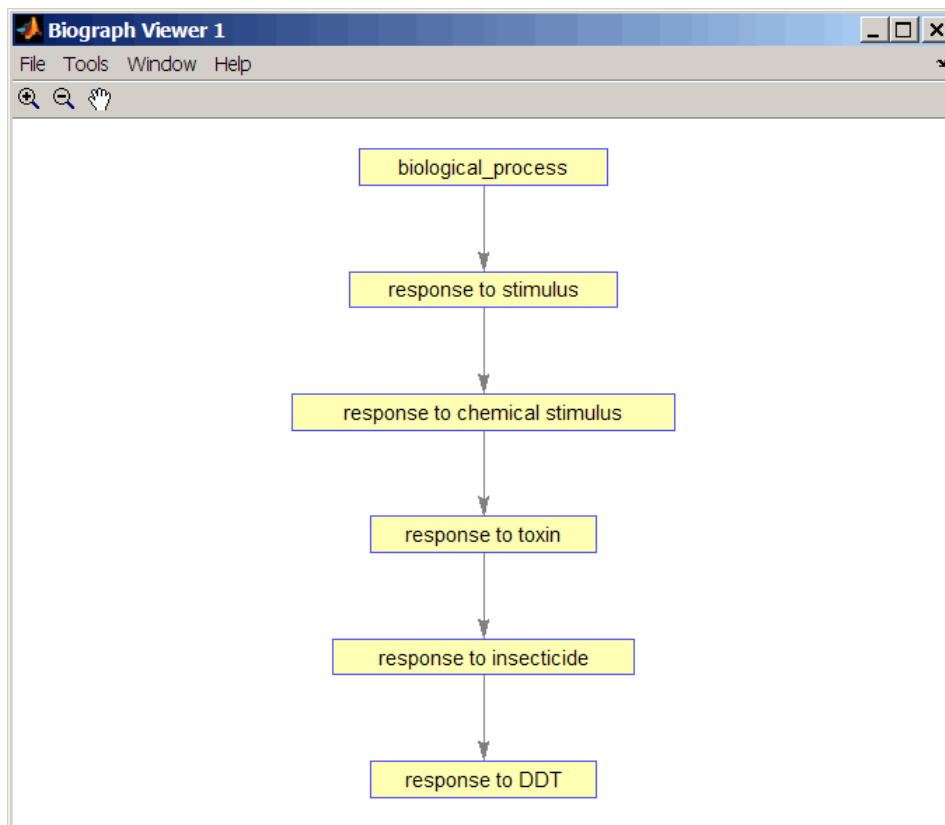 Biograph Viewer 1
File Tools Window Help
biological_process
response to stimulus
response to chemical stimulus
response to toxin
response to insecticide
response to DDT